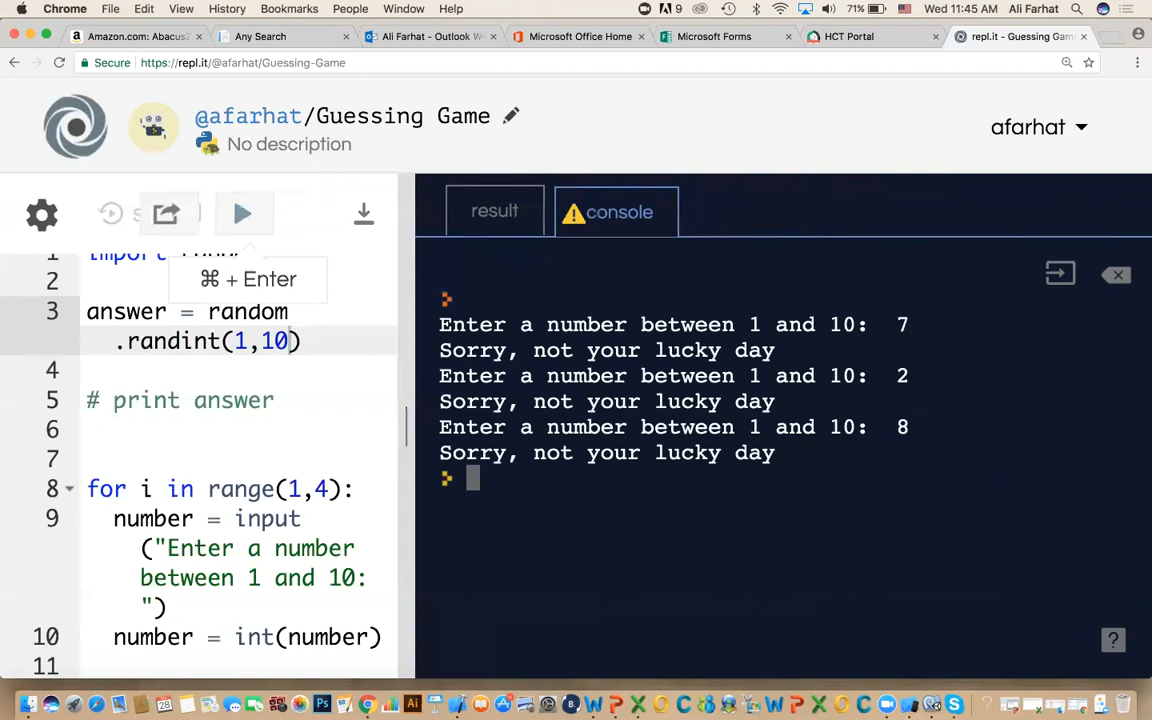 Chrome File Edit View History Bookmarks People Window Help 9 71% Wed 11:45 AM Ali Farhat
Amazon.com: Abacus2 Any Search Ali Farhat - Outlook W Microsoft Office Home Microsoft Forms HCT Portal repl.it - Guessing Gam
Secure https://repl.it/@afarhat/Guessing-Game
@afarhat/Guessing Game
No description
afarhat
result
console
⌘ + Enter
1 import
2
3 answer = random
.randint(1,10)
4
5 # print answer
6
7
8 for i in range(1,4):
9 number = input
("Enter a number
between 1 and 10:
")
10 number = int(number)
11
Enter a number between 1 and 10: 7
Sorry, not your lucky day
Enter a number between 1 and 10: 2
Sorry, not your lucky day
Enter a number between 1 and 10: 8
Sorry, not your lucky day
?